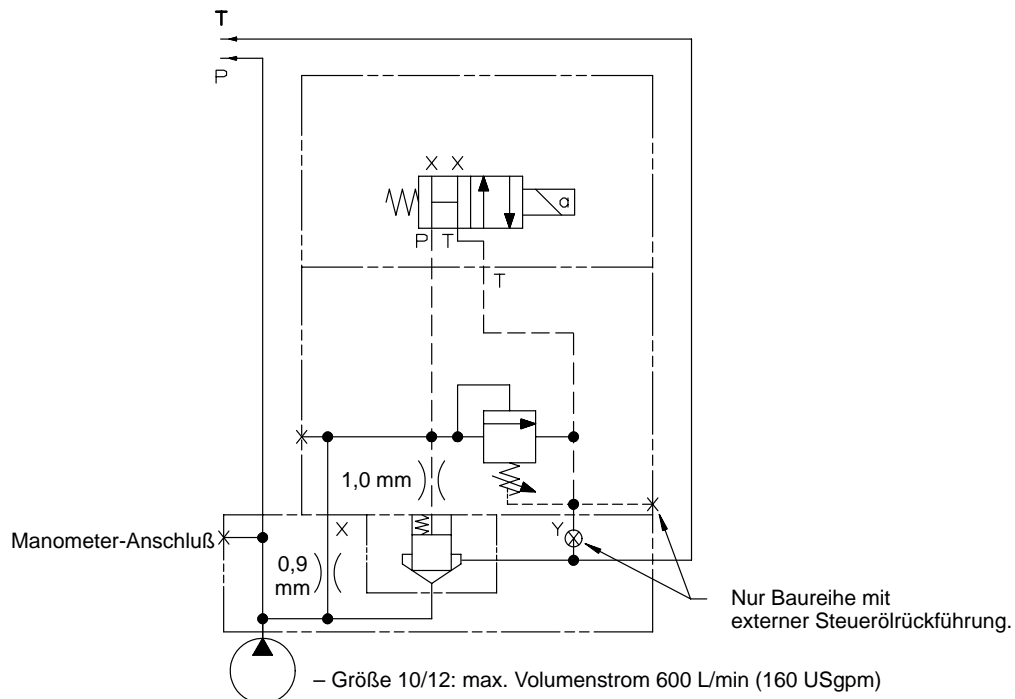 T
P
X X
a
P T
T
1,0 mm
X
Y
Manometer-Anschluß
0,9
mm
Nur Baureihe mit
externer Steuerölrückführung.
– Größe 10/12: max. Volumenstrom 600 L/min (160 USgpm)